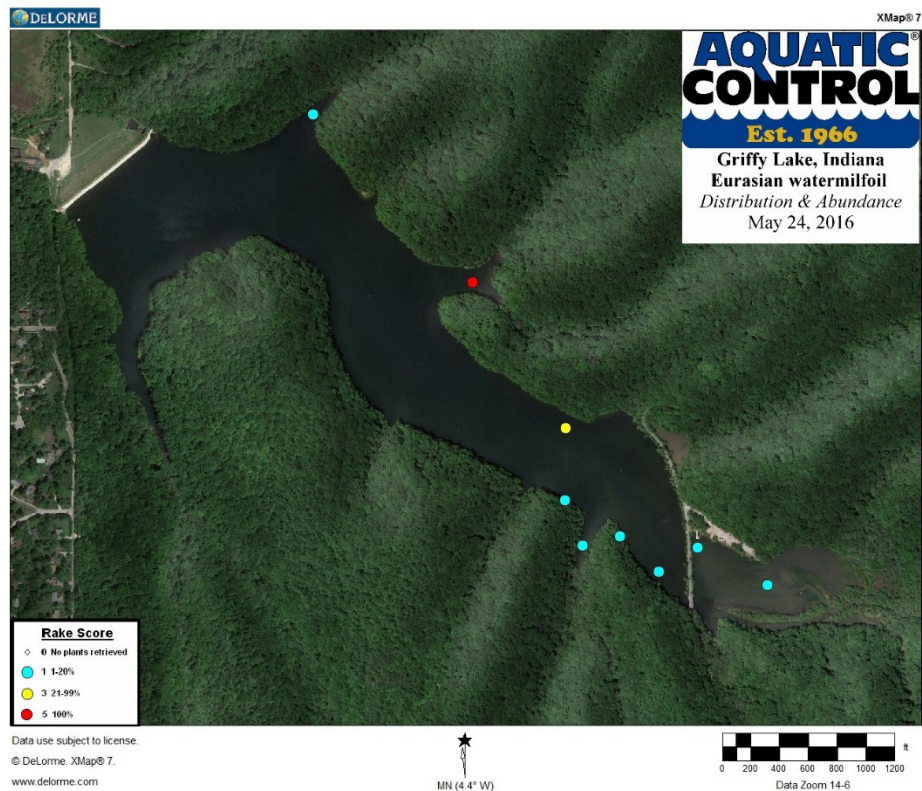 DELORME
XMap® 7
AQUATIC®
CONTROL
Est. 1966
Griffy Lake, Indiana
Eurasian watermilfoil
Distribution & Abundance
May 24, 2016
Rake Score
0 No plants retrieved
1 1-20%
3 21-99%
5 100%
Data use subject to license.
© DeLorme. XMap® 7.
www.delorme.com
N
MN (4.4° W)
ft
0 200 400 600 800 1000 1200
Data Zoom 14-6